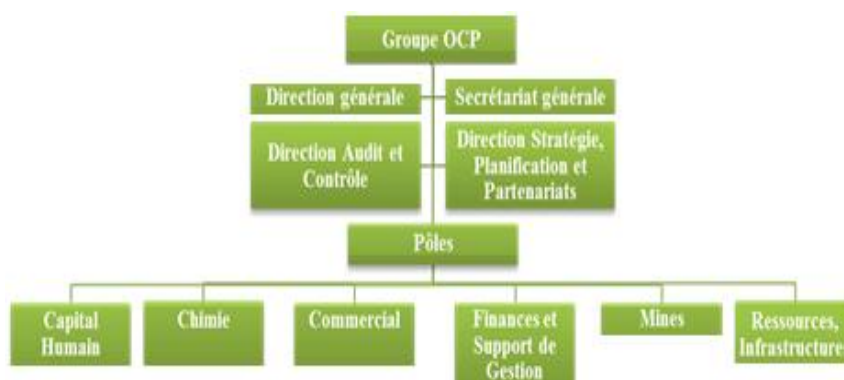 Groupe OCP
Direction générale
Secrétariat générale
Direction Audit et
Contrôle
Direction Stratégie,
Planification et
Partenariats
Pôles
Capital
Humain
Chimie
Commercial
Finances et
Support de
Gestion
Mines
Ressources,
Infrastructure